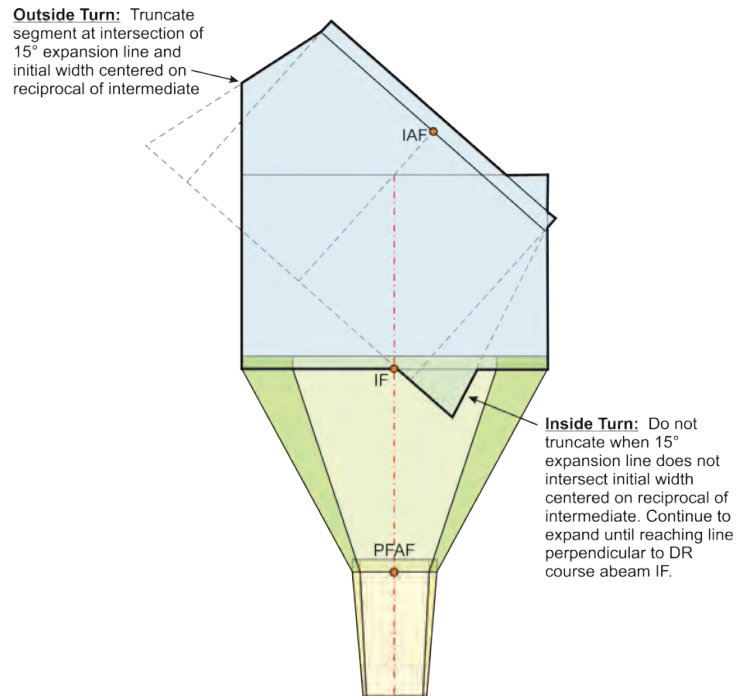 Outside Turn: Truncate
segment at intersection of
15° expansion line and
initial width centered on
reciprocal of intermediate
IAF
IF
Inside Turn: Do not
truncate when 15°
expansion line does not
intersect initial width
centered on reciprocal of
intermediate. Continue to
expand until reaching line
perpendicular to DR
course abeam IF.
PFAF